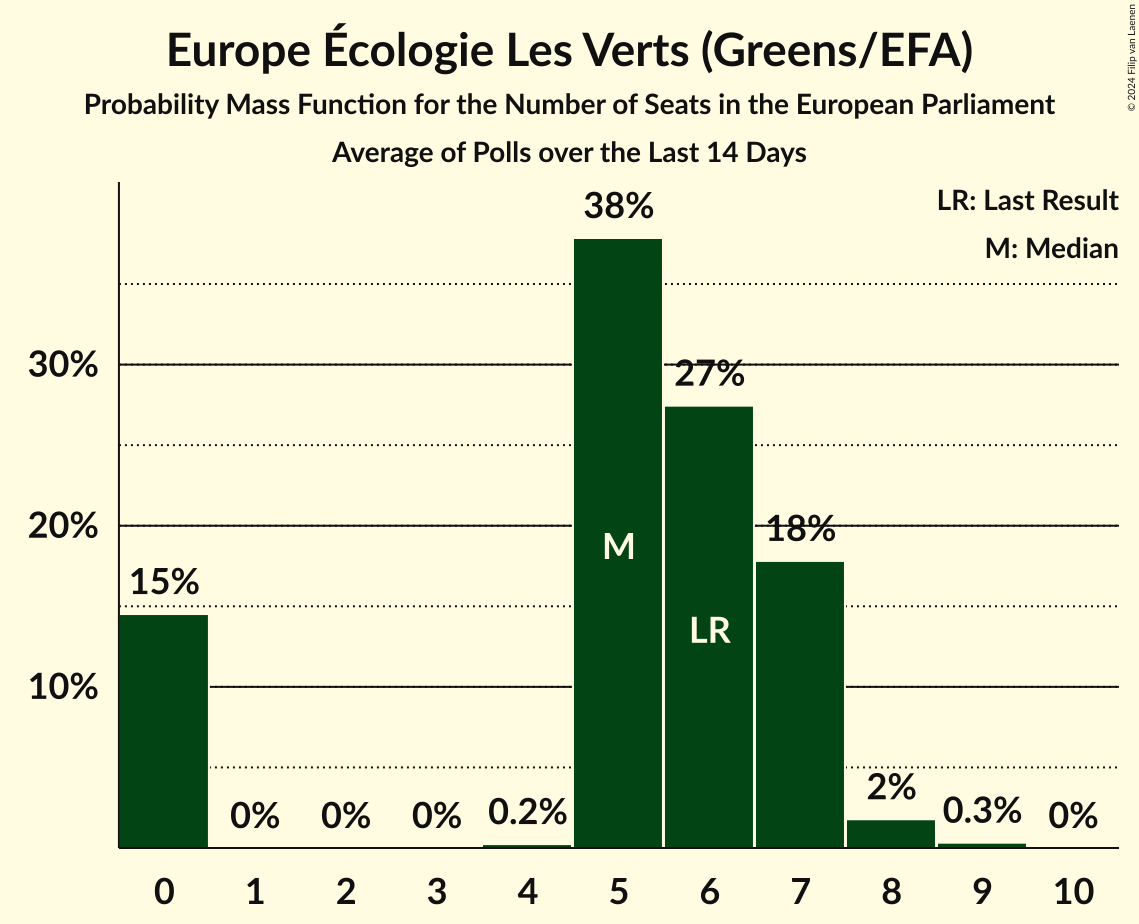 Europe Écologie Les Verts (Greens/EFA)
Probability Mass Function for the Number of Seats in the European Parliament
Average of Polls over the Last 14 Days
© 2024 Filip van Laenen
LR: Last Result
M: Median
38%
30%
27%
20%
18%
M
15%
LR
10%
2%
0% 0% 0% 0.2% 0.3% 0%
0 1 2 3 4 5 6 7 8 9 10